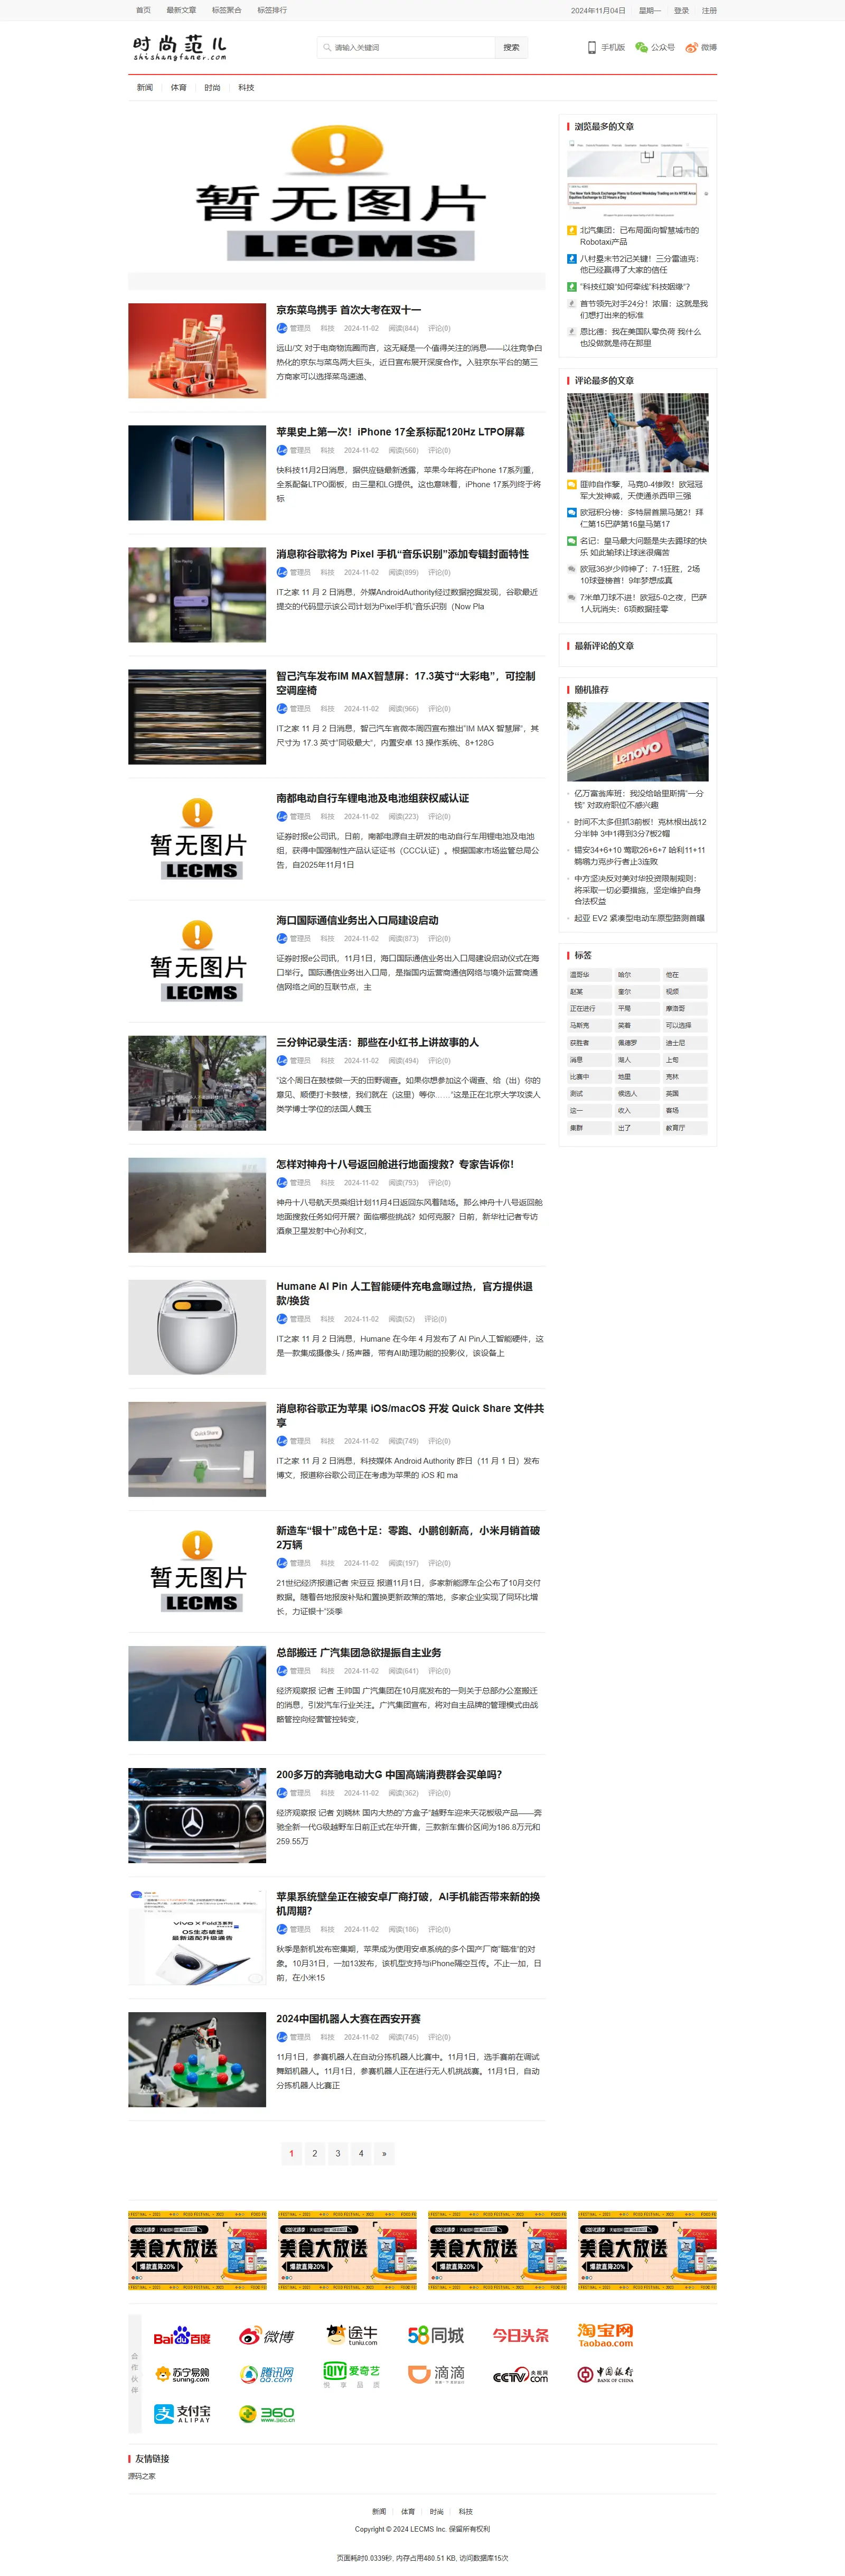 首页 最新文章 标签聚合 标签排行
2024年11月04日 星期一 登录 注册
时尚范儿
shishangfaner.com
请输入关键词 搜索
手机版 公众号 微博
新闻 体育 时尚 科技
暂无图片
LECMS
京东菜鸟携手 首次大考在双十一
管理员 科技 2024-11-02 阅读(844) 评论(0)
远山/文 对于电商物流圈而言，这无疑是一个值得关注的消息——以往竞争白
热化的京东与菜鸟两大巨头，近日宣布展开深度合作。入驻京东平台的第三
方商家可以选择菜鸟速递、
苹果史上第一次！iPhone 17全系标配120Hz LTPO屏幕
管理员 科技 2024-11-02 阅读(560) 评论(0)
快科技11月2日消息，据供应链最新透露，苹果今年将在iPhone 17系列重，
全系配备LTPO面板，由三星和LG提供。这也意味着，iPhone 17系列终于将
标
消息称谷歌将为 Pixel 手机“音乐识别”添加专辑封面特性
管理员 科技 2024-11-02 阅读(899) 评论(0)
IT之家 11 月 2 日消息，外媒AndroidAuthority经过数据挖掘发现，谷歌最近
提交的代码显示该公司计划为Pixel手机“音乐识别（Now Pla
智己汽车发布IM MAX智慧屏：17.3英寸“大彩电”，可控制
空调座椅
管理员 科技 2024-11-02 阅读(966) 评论(0)
IT之家 11 月 2 日消息，智己汽车官微本周四宣布推出“IM MAX 智慧屏”，其
尺寸为 17.3 英寸“同级最大”，内置安卓 13 操作系统、8+128G
暂无图片
LECMS
南都电动自行车锂电池及电池组获权威认证
管理员 科技 2024-11-02 阅读(223) 评论(0)
证券时报e公司讯，日前，南都电源自主研发的电动自行车用锂电池及电池
组，获得中国强制性产品认证证书（CCC认证）。根据国家市场监管总局公
告，自2025年11月1日
暂无图片
LECMS
海口国际通信业务出入口局建设启动
管理员 科技 2024-11-02 阅读(873) 评论(0)
证券时报e公司讯，11月1日，海口国际通信业务出入口局建设启动仪式在海
口举行。国际通信业务出入口局，是指国内运营商通信网络与境外运营商通
信网络之间的互联节点，主
三分钟记录生活：那些在小红书上讲故事的人
管理员 科技 2024-11-02 阅读(494) 评论(0)
“这个周日在鼓楼做一天的田野调查。如果你想参加这个调查、给（出）你的
意见、顺便打卡鼓楼，我们就在（这里）等你……”这是正在北京大学攻读人
类学博士学位的法国人魏玉
怎样对神舟十八号返回舱进行地面搜救？专家告诉你！
管理员 科技 2024-11-02 阅读(793) 评论(0)
神舟十八号航天员乘组计划11月4日返回东风着陆场。那么神舟十八号返回舱
地面搜救任务如何开展？面临哪些挑战？如何克服？日前，新华社记者专访
酒泉卫星发射中心孙利文，
Humane AI Pin 人工智能硬件充电盒曝过热，官方提供退
款/换货
管理员 科技 2024-11-02 阅读(52) 评论(0)
IT之家 11 月 2 日消息，Humane 在今年 4 月发布了 AI Pin人工智能硬件，这
是一款集成摄像头 / 扬声器，带有AI助理功能的投影仪，该设备上
Quick Share
消息称谷歌正为苹果 iOS/macOS 开发 Quick Share 文件共
享
管理员 科技 2024-11-02 阅读(749) 评论(0)
IT之家 11 月 2 日消息，科技媒体 Android Authority 昨日（11 月 1 日）发布
博文，报道称谷歌公司正在考虑为苹果的 iOS 和 ma
暂无图片
LECMS
新造车“银十”成色十足：零跑、小鹏创新高，小米月销首破
2万辆
管理员 科技 2024-11-02 阅读(197) 评论(0)
21世纪经济报道记者 宋豆豆 报道11月1日，多家新能源车企公布了10月交付
数据。随着各地报废补贴和置换更新政策的落地，多家企业实现了同环比增
长，力证银十“淡季
总部搬迁 广汽集团急欲提振自主业务
管理员 科技 2024-11-02 阅读(641) 评论(0)
经济观察报 记者 王帅国 广汽集团在10月底发布的一则关于总部办公室搬迁
的消息，引发汽车行业关注。广汽集团宣布，将对自主品牌的管理模式由战
略管控向经营管控转变，
200多万的奔驰电动大G 中国高端消费群会买单吗？
管理员 科技 2024-11-02 阅读(362) 评论(0)
经济观察报 记者 刘晓林 国内大热的“方盒子”越野车迎来天花板级产品——奔
驰全新一代G级越野车日前正式在华开售，三款新车售价区间为186.8万元和
259.55万
vivo X Fold3系列
OS生态破壁
最新适配升级通告
苹果系统壁垒正在被安卓厂商打破，AI手机能否带来新的换
机周期？
管理员 科技 2024-11-02 阅读(186) 评论(0)
秋季是新机发布密集期，苹果成为使用安卓系统的多个国产厂商“瞄准”的对
象。10月31日，一加13发布，该机型支持与iPhone隔空互传。不止一加，日
前，在小米15
2024中国机器人大赛在西安开赛
管理员 科技 2024-11-02 阅读(745) 评论(0)
11月1日，参赛机器人在自动分拣机器人比赛中。11月1日，选手赛前在调试
舞蹈机器人。11月1日，参赛机器人正在进行无人机挑战赛。11月1日，自动
分拣机器人比赛正
1 2 3 4 »
浏览最多的文章
The New York Stock Exchange Plans to Extend Weekday Trading on its NYSE Arca
Equities Exchange to 22 Hours a Day
北汽集团：已布局面向智慧城市的
Robotaxi产品
八村塁末节2记关键！三分雷迪克：
他已经赢得了大家的信任
“科技红娘”如何牵线“科技姻缘”？
首节领先对手24分！浓眉：这就是我
们想打出来的标准
恩比德：我在美国队零负荷 我什么
也没做就是待在那里
评论最多的文章
匪帅自作孽，马竞0-4惨败！欧冠冠
军大发神威，天使通杀西甲三强
欧冠积分榜：多特居首黑马第2！拜
仁第15巴萨第16皇马第17
名记：皇马最大问题是失去踢球的快
乐 如此输球让球迷很痛苦
欧冠36岁少帅神了：7-1狂胜，2场
10球登榜首！9年梦想成真
7米单刀球不进！欧冠5-0之夜，巴萨
1人玩消失：6项数据挂零
最新评论的文章
随机推荐
Lenovo
亿万富翁库班：我没给哈里斯捐“一分
钱” 对政府职位不感兴趣
时间不太多但抓3前板！克林根出战12
分半钟 3中1得到3分7板2帽
锡安34+6+10 莺歌26+6+7 哈利11+11
鹈鹕力克步行者止3连败
中方坚决反对美对华投资限制规则：
将采取一切必要措施，坚定维护自身
合法权益
起亚 EV2 紧凑型电动车原型路测首曝
标签
温哥华 哈尔 他在
赵某 奎尔 视频
正在进行 平局 摩洛哥
马斯克 笑着 可以选择
获胜者 佩德罗 迪士尼
消息 湖人 上旬
比赛中 地里 克林
测试 候选人 英国
这一 收入 客场
集群 出了 教育厅
美食大放送
爆款直降20%
美食大放送
爆款直降20%
美食大放送
爆款直降20%
美食大放送
爆款直降20%
合作伙伴
Baidu百度 微博 途牛 tuniu.com 58同城 今日头条 淘宝网 Taobao.com
苏宁易购 suning.com 腾讯网 QQ.com iQIYI 爱奇艺 悦享品质 滴滴 CCTV.com 央视网 中国银行 BANK OF CHINA
支付宝 ALIPAY 360 www.360.cn
友情链接
源码之家
新闻 体育 时尚 科技
Copyright © 2024 LECMS Inc. 保留所有权利
页面耗时0.0339秒, 内存占用480.51 KB, 访问数据库15次